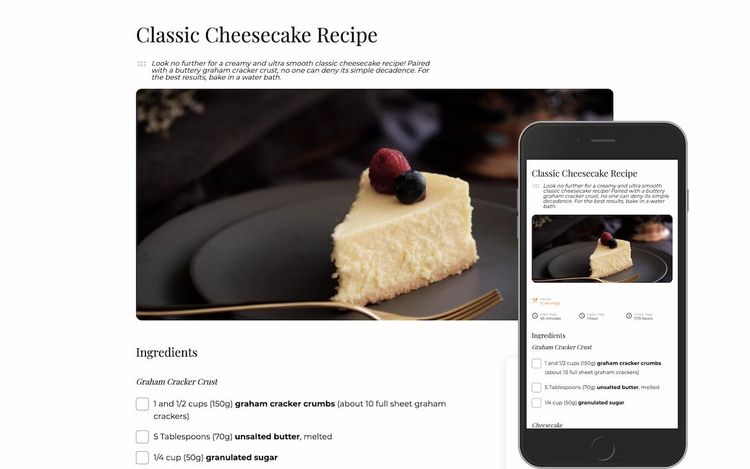 Classic Cheesecake Recipe
Look no further for a creamy and ultra smooth classic cheesecake recipe! Paired
with a buttery graham cracker crust, no one can deny its simple decadence. For
the best results, bake in a water bath.
Ingredients
Graham Cracker Crust
1 and 1/2 cups (150g) graham cracker crumbs (about 10 full sheet graham
crackers)
5 Tablespoons (70g) unsalted butter, melted
1/4 cup (50g) granulated sugar
Classic Cheesecake Recipe
Look no further for a creamy and ultra smooth
classic cheesecake recipe! Paired with a buttery
graham cracker crust, no one can deny its simple
decadence. For the best results, bake in a water
bath.
12 servings
45 minutes
1 hour
Ingredients
Graham Cracker Crust
1 and 1/2 cups (150g) graham cracker crumbs
(about 10 full sheet graham crackers)
5 Tablespoons (70g) unsalted butter, melted
1/4 cup (50g) granulated sugar
Cheesecake